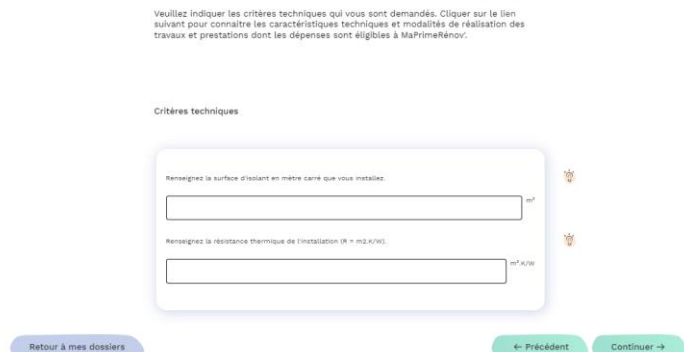 Veuillez indiquer les critères techniques qui vous sont demandés. Cliquer sur le lien
suivant pour connaitre les caractéristiques techniques et modalités de réalisation des
travaux et prestations dont les dépenses sont éligibles à MaPrimeRénov'.
Critères techniques
Renseignez la surface d'isolant en mètre carré que vous installez.
m²
Renseignez la résistance thermique de l'installation (R = m2.K/W).
m².K/W
Retour à mes dossiers
← Précédent
Continuer →